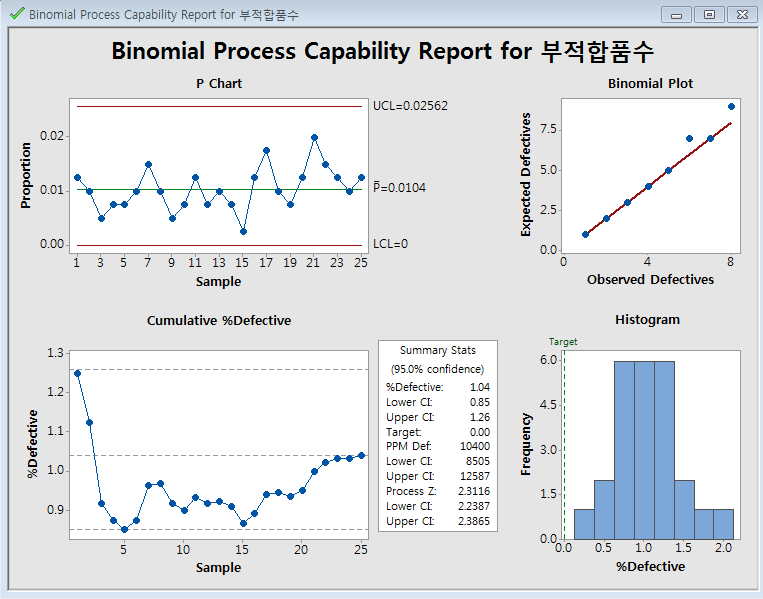 Binomial Process Capability Report for 부적합품수
Binomial Process Capability Report for 부적합품수
P Chart
UCL=0.02562
P̄=0.0104
LCL=0
0.02
0.01
0.00
Proportion
1 3 5 7 9 11 13 15 17 19 21 23 25
Sample
Binomial Plot
7.5
5.0
2.5
0.0
Expected Defectives
0 4 8
Observed Defectives
Cumulative %Defective
1.3
1.2
1.1
1.0
0.9
%Defective
5 10 15 20 25
Sample
Summary Stats
(95.0% confidence)
%Defective: 1.04
Lower CI: 0.85
Upper CI: 1.26
Target: 0.00
PPM Def: 10400
Lower CI: 8505
Upper CI: 12587
Process Z: 2.3116
Lower CI: 2.2387
Upper CI: 2.3865
Histogram
Target
6.0
4.5
3.0
1.5
0.0
Frequency
0.0 0.5 1.0 1.5 2.0
%Defective